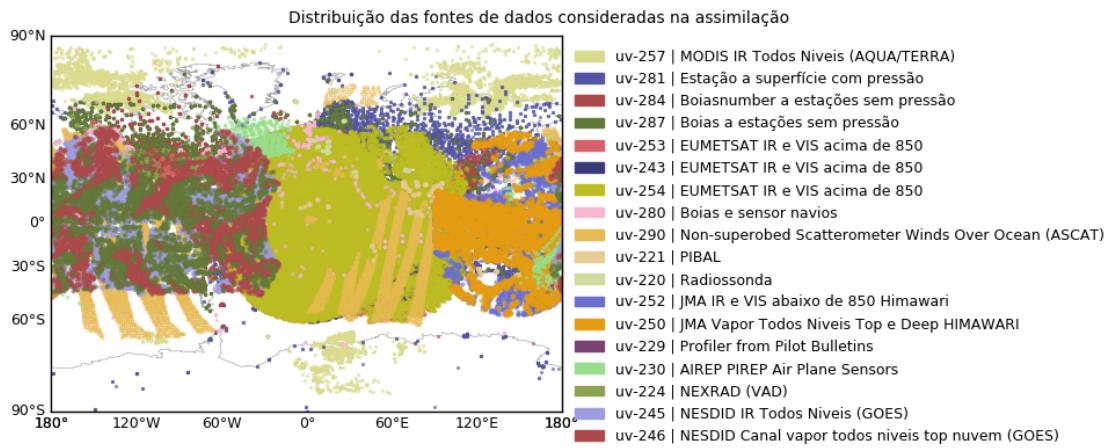 Distribuição das fontes de dados consideradas na assimilação
90°N
60°N
30°N
0°
30°S
60°S
90°S
180° 120°W 60°W 0° 60°E 120°E 180°
uv-257 | MODIS IR Todos Niveis (AQUA/TERRA)
uv-281 | Estação a superfície com pressão
uv-284 | Boiasnumber a estações sem pressão
uv-287 | Boias a estações sem pressão
uv-253 | EUMETSAT IR e VIS acima de 850
uv-243 | EUMETSAT IR e VIS acima de 850
uv-254 | EUMETSAT IR e VIS acima de 850
uv-280 | Boias e sensor navios
uv-290 | Non-superobed Scatterometer Winds Over Ocean (ASCAT)
uv-221 | PIBAL
uv-220 | Radiossonda
uv-252 | JMA IR e VIS abaixo de 850 Himawari
uv-250 | JMA Vapor Todos Niveis Top e Deep HIMAWARI
uv-229 | Profiler from Pilot Bulletins
uv-230 | AIREP PIREP Air Plane Sensors
uv-224 | NEXRAD (VAD)
uv-245 | NESDID IR Todos Niveis (GOES)
uv-246 | NESDID Canal vapor todos niveis top nuvem (GOES)